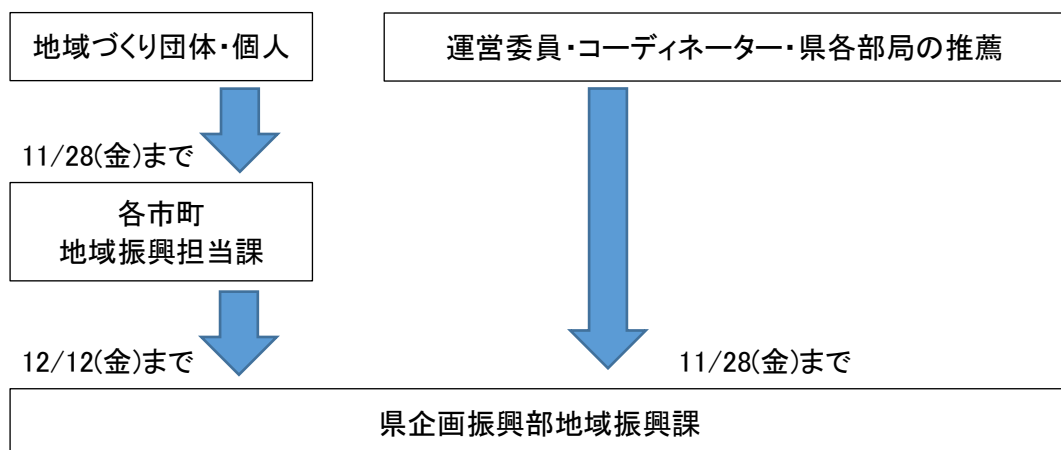 地域づくり団体・個人
運営委員・コーディネーター・県各部局の推薦
11/28(金)まで
各市町
地域振興担当課
12/12(金)まで
11/28(金)まで
県企画振興部地域振興課